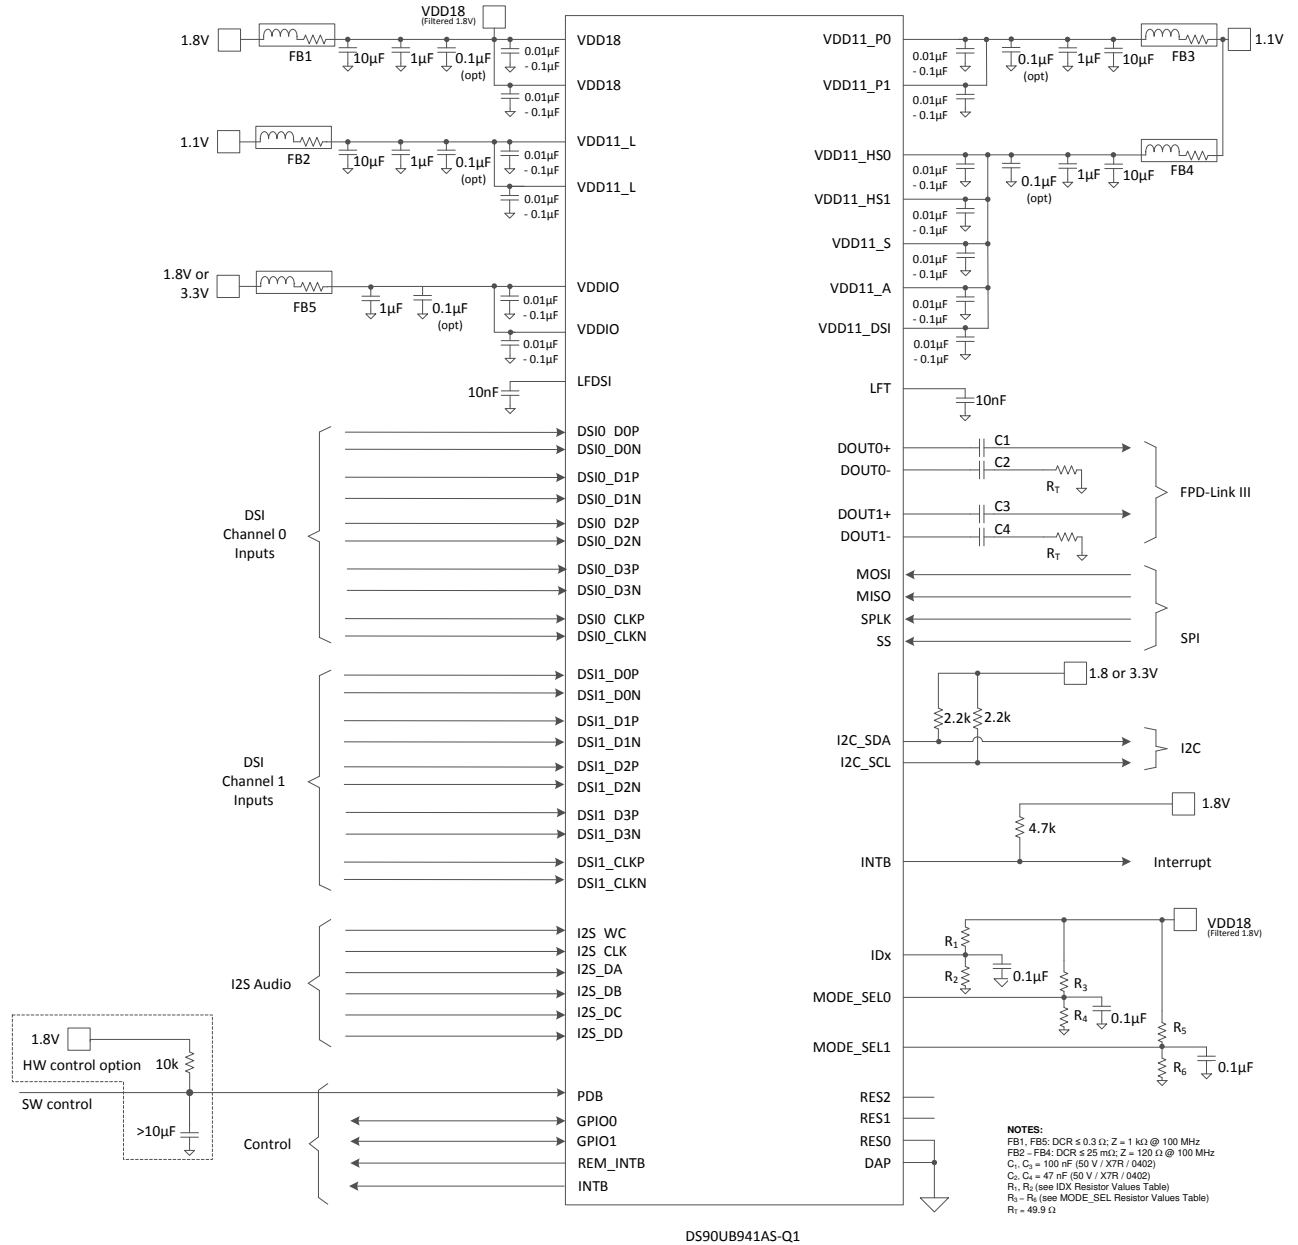 VDD18
(Filtered 1.8V)
1.8V
FB1
10µF
1µF
0.1µF
(opt)
0.01µF
- 0.1µF
VDD18
0.01µF
- 0.1µF
VDD18
1.1V
FB2
10µF
1µF
0.1µF
(opt)
0.01µF
- 0.1µF
VDD11_L
0.01µF
- 0.1µF
VDD11_L
1.8V or
3.3V
FB5
1µF
0.1µF
(opt)
0.01µF
- 0.1µF
VDDIO
0.01µF
- 0.1µF
VDDIO
10nF
LFDSI
DSI
Channel 0
Inputs
DSI0_D0P
DSI0_D0N
DSI0_D1P
DSI0_D1N
DSI0_D2P
DSI0_D2N
DSI0_D3P
DSI0_D3N
DSI0_CLKP
DSI0_CLKN
DSI
Channel 1
Inputs
DSI1_D0P
DSI1_D0N
DSI1_D1P
DSI1_D1N
DSI1_D2P
DSI1_D2N
DSI1_D3P
DSI1_D3N
DSI1_CLKP
DSI1_CLKN
I2S Audio
I2S_WC
I2S_CLK
I2S_DA
I2S_DB
I2S_DC
I2S_DD
1.8V
HW control option
10k
SW control
>10µF
Control
PDB
GPIO0
GPIO1
REM_INTB
INTB
VDD11_P0
0.01µF
- 0.1µF
0.1µF
(opt)
1µF
10µF
FB3
1.1V
VDD11_P1
0.01µF
- 0.1µF
VDD11_HS0
0.01µF
- 0.1µF
0.1µF
(opt)
1µF
10µF
FB4
VDD11_HS1
0.01µF
- 0.1µF
VDD11_S
0.01µF
- 0.1µF
VDD11_A
0.01µF
- 0.1µF
VDD11_DSI
0.01µF
- 0.1µF
LFT
10nF
DOUT0+
C1
DOUT0-
C2
RT
DOUT1+
C3
DOUT1-
C4
RT
FPD-Link III
MOSI
MISO
SPLK
SS
SPI
1.8 or 3.3V
2.2k
2.2k
I2C_SDA
I2C_SCL
I2C
1.8V
4.7k
INTB
Interrupt
VDD18
(Filtered 1.8V)
IDx
R1
R2
0.1µF
MODE_SEL0
R3
R4
0.1µF
MODE_SEL1
R5
R6
0.1µF
RES2
RES1
RES0
DAP
NOTES:
FB1, FB5: DCR ≤ 0.3 Ω; Z = 1 kΩ @ 100 MHz
FB2 – FB4: DCR ≤ 25 mΩ; Z = 120 Ω @ 100 MHz
C1, C3 = 100 nF (50 V / X7R / 0402)
C2, C4 = 47 nF (50 V / X7R / 0402)
R1, R2 (see IDX Resistor Values Table)
R3 – R6 (see MODE_SEL Resistor Values Table)
RT = 49.9 Ω
DS90UB941AS-Q1